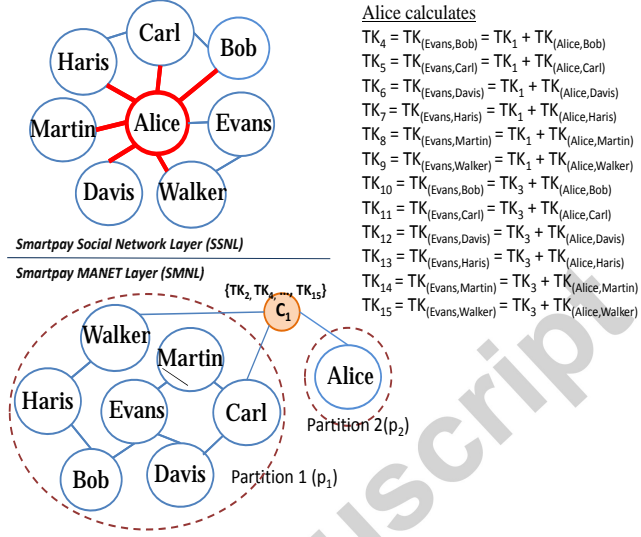 Carl
Bob
Haris
Martin
Alice
Evans
Davis
Walker
Smartpay Social Network Layer (SSNL)
Smartpay MANET Layer (SMNL)
{TK2, TK4, ..., TK15}
C1
Walker
Martin
Haris
Evans
Carl
Alice
Bob
Davis
Partition 2(p2)
Partition 1 (p1)
Alice calculates
TK4 = TK(Evans,Bob) = TK1 + TK(Alice,Bob)
TK5 = TK(Evans,Carl) = TK1 + TK(Alice,Carl)
TK6 = TK(Evans,Davis) = TK1 + TK(Alice,Davis)
TK7 = TK(Evans,Haris) = TK1 + TK(Alice,Haris)
TK8 = TK(Evans,Martin) = TK1 + TK(Alice,Martin)
TK9 = TK(Evans,Walker) = TK1 + TK(Alice,Walker)
TK10 = TK(Evans,Bob) = TK3 + TK(Alice,Bob)
TK11 = TK(Evans,Carl) = TK3 + TK(Alice,Carl)
TK12 = TK(Evans,Davis) = TK3 + TK(Alice,Davis)
TK13 = TK(Evans,Haris) = TK3 + TK(Alice,Haris)
TK14 = TK(Evans,Martin) = TK3 + TK(Alice,Martin)
TK15 = TK(Evans,Walker) = TK3 + TK(Alice,Walker)
uscript